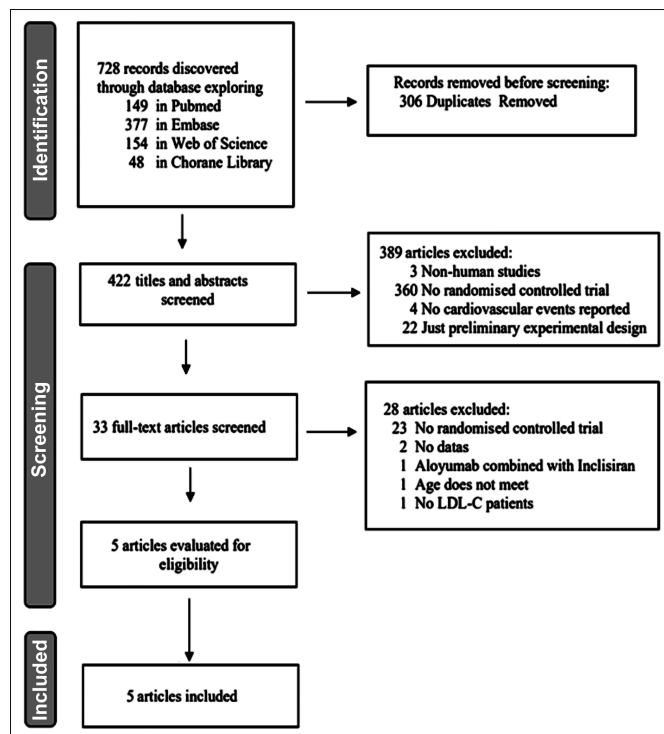 Identification
728 records discovered
through database exploring
149 in Pubmed
377 in Embase
154 in Web of Science
48 in Chorane Library
Records removed before screening:
306 Duplicates Removed
Screening
422 titles and abstracts
screened
389 articles excluded:
3 Non-human studies
360 No randomised controlled trial
4 No cardiovascular events reported
22 Just preliminary experimental design
33 full-text articles screened
28 articles excluded:
23 No randomised controlled trial
2 No datas
1 Aloyumab combined with Inclisiran
1 Age does not meet
1 No LDL-C patients
5 articles evaluated for
eligibility
Included
5 articles included